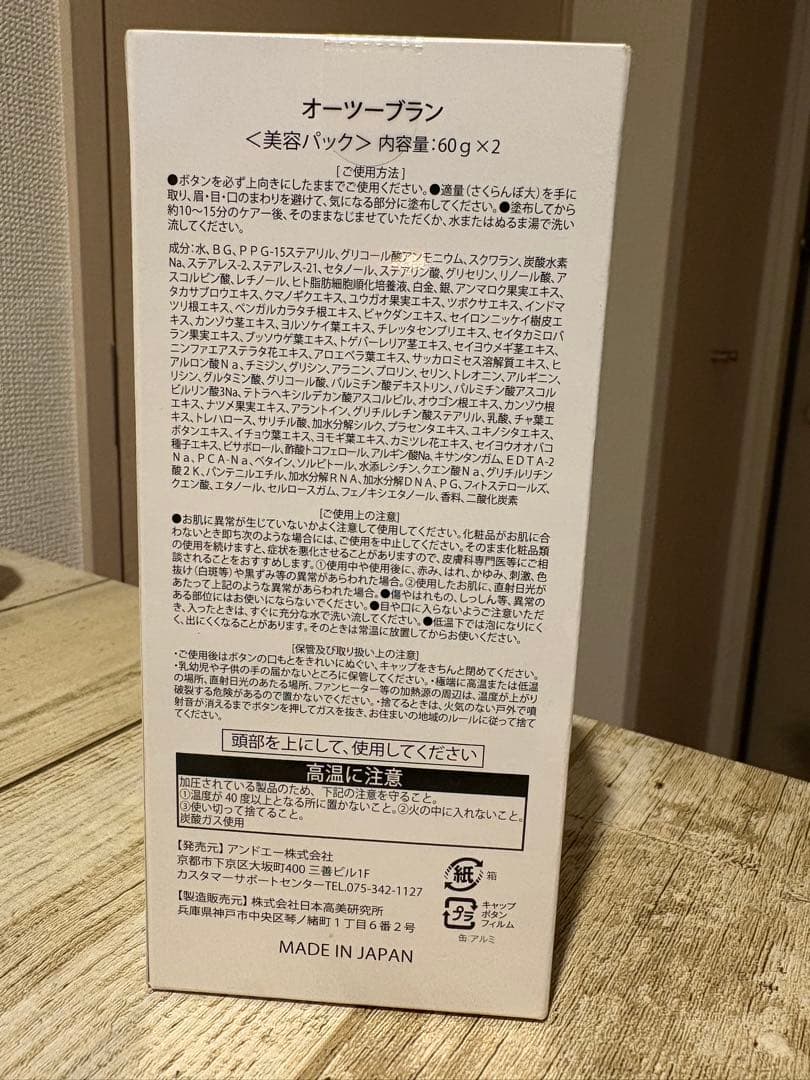 オーツーブラン
＜美容パック＞ 内容量：60ｇ×2
[ ご使用方法 ]
●ボタンを必ず上向きにしたままでご使用ください。●適量（さくらんぼ大）を手に
取り、眉・目・口のまわりを避けて、気になる部分に塗布してください。●塗布してから
約10〜15分のケアー後、そのままなじませていただくか、水またはぬるま湯で洗い
流してください。
成分：水、ＢＧ、ＰＰＧ-15ステアリル、グリコール酸アンモニウム、スクワラン、炭酸水素
Na、ステアレス-2、ステアレス-21、セタノール、ステアリン酸、グリセリン、リノール酸、ア
スコルビン酸、レチノール、ヒト脂肪細胞順化培養液、白金、銀、アンマロク果実エキス、
タカサブロウエキス、クマノギクエキス、ユウガオ果実エキス、ツボクサエキス、インドマ
ツリ根エキス、ベンガルカラタチ根エキス、ビャクダンエキス、セイロンニッケイ樹皮エ
キス、カンゾウ茎エキス、ヨルソケイ葉エキス、チレッタセンブリエキス、セイタカミロバ
ラン果実エキス、ブッソウゲ葉エキス、トゲバーレリア茎エキス、セイヨウメギ茎エキス、
ニンファエアステラタ花エキス、アロエベラ葉エキス、サッカロミセス溶解質エキス、ヒ
アルロン酸Ｎａ、チミジン、グリシン、アラニン、プロリン、セリン、トレオニン、アルギニン、
リシン、グルタミン酸、グリコール酸、パルミチン酸デキストリン、パルミチン酸アスコル
ビルリン酸3Na、テトラヘキシルデカン酸アスコルビル、オウゴン根エキス、カンゾウ根
エキス、ナツメ果実エキス、アラントイン、グリチルレチン酸ステアリル、乳酸、チャ葉エ
キス、トレハロース、サリチル酸、加水分解シルク、プラセンタエキス、ユキノシタエキス、
ボタンエキス、イチョウ葉エキス、ヨモギ葉エキス、カミツレ花エキス、セイヨウオオバコ
種子エキス、ビサボロール、酢酸トコフェロール、アルギン酸Na、キサンタンガム、ＥＤＴＡ-２
Ｎａ、ＰＣＡ-Ｎａ、ベタイン、ソルビトール、水添レシチン、クエン酸Ｎａ、グリチルリチン
酸２Ｋ、パンテニルエチル、加水分解ＲＮＡ、加水分解ＤＮＡ、ＰＧ、フィトステロールズ、
クエン酸、エタノール、セルロースガム、フェノキシエタノール、香料、二酸化炭素
[ご使用上の注意]
●お肌に異常が生じていないかよく注意して使用してください。化粧品がお肌に合
わないとき即ち次のような場合には、ご使用を中止してください。そのまま化粧品類
の使用を続けますと、症状を悪化させることがありますので、皮膚科専門医等にご相
談されることをおすすめします。①使用中や使用後に、赤み、はれ、かゆみ、刺激、色
抜け（白斑等）や黒ずみ等の異常があらわれた場合。②使用したお肌に、直射日光が
あたって上記のような異常があらわれた場合。●傷やはれもの、しっしん等、異常の
ある部位にはお使いにならないでください。●目や口に入らないようご注意いただ
き、入ったときは、すぐに充分な水で洗い流してください。●低温下では泡になりにく
く、出にくくなることがあります。そのときは常温に放置してからお使いください。
[保管及び取り扱い上の注意]
・ご使用後はボタンの口もとをきれいにぬぐい、キャップをきちんと閉めてください。
・乳幼児や子供の手の届かないところに保管してください。・極端に高温または低温
の場所、直射日光のあたる場所、ファンヒーター等の加熱源の周辺は、温度が上がり
破裂する危険があるので置かないでください。・捨てるときは、火気のない戸外で噴
射音が消えるまでボタンを押してガスを抜き、お住まいの地域のルールに従って捨て
てください。
頭部を上にして、使用してください
高温に注意
加圧されている製品のため、下記の注意を守ること。
①温度が 40 度以上となる所に置かないこと。②火の中に入れないこと。
③使い切って捨てること。
炭酸ガス使用
【発売元】アンドエー株式会社
京都市下京区大坂町400 三善ビル1F
カスタマーサポートセンターTEL.075-342-1127
【製造販売元】株式会社日本高美研究所
兵庫県神戸市中央区琴ノ緒町１丁目６番２号
MADE IN JAPAN
紙 箱
プラ
キャップ
ボタン
フィルム
缶:アルミ